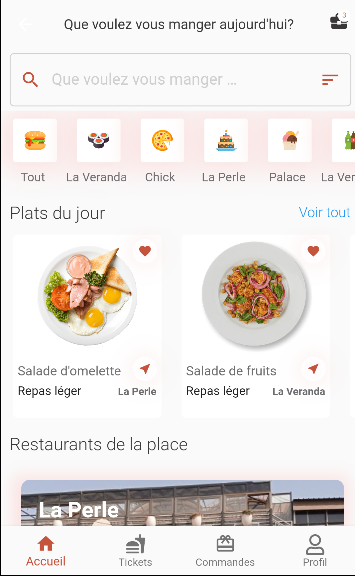 Que voulez vous manger aujourd'hui?
Que voulez vous manger ...
Tout La Veranda Chick La Perle Palace La Ver
Plats du jour Voir tout
Salade d'omelette
Repas léger La Perle
Salade de fruits
Repas léger La Veranda
Restaurants de la place
La Perle
Accueil Tickets Commandes Profil